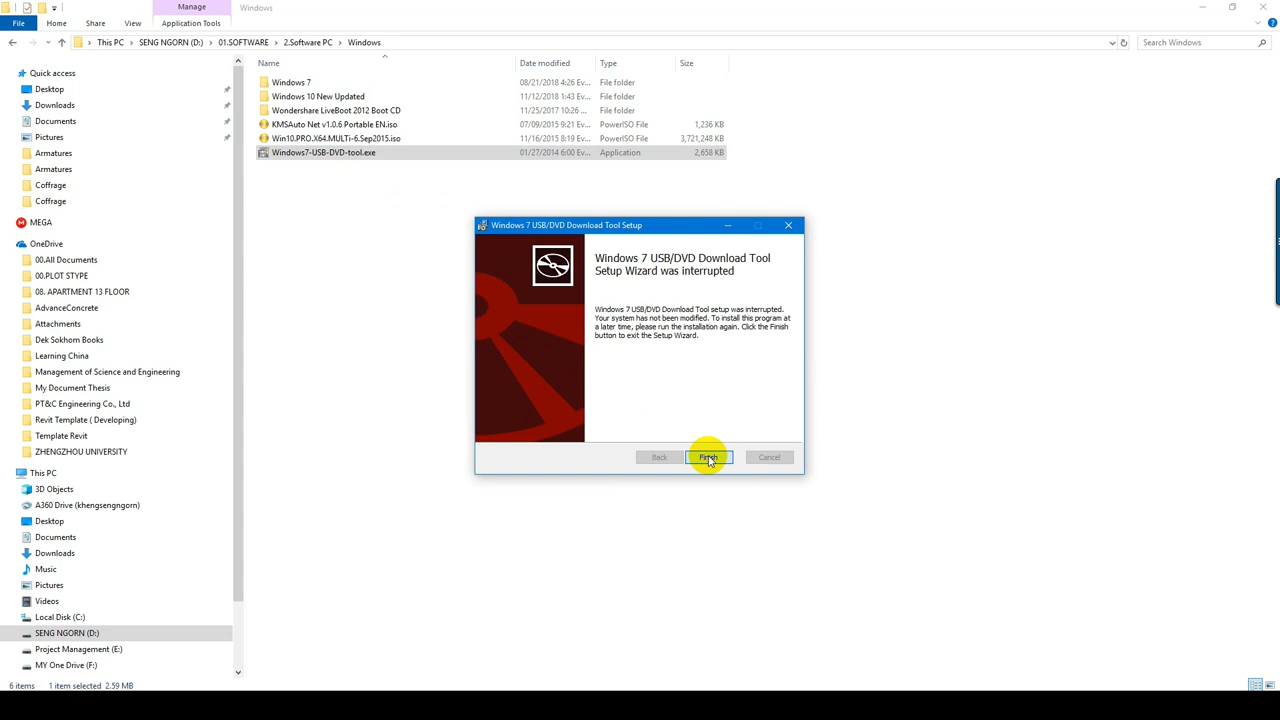 Manage
Windows
File
Home
Share
View
Application Tools
This PC
SENG NGORN (D:)
01.SOFTWARE
2.Software PC
Windows
Search Windows
Name
Date modified
Type
Size
Windows 7
08/21/2018 4:26 Ev...
File folder
Windows 10 New Updated
11/12/2018 1:43 Ev...
File folder
Wondershare LiveBoot 2012 Boot CD
11/25/2017 10:26 ...
File folder
KMSAuto Net v1.0.6 Portable EN.iso
07/09/2015 9:21 Ev...
PowerISO File
1,236 KB
Win10.PRO.X64.MULTi-6.Sep2015.iso
11/16/2015 8:19 Ev...
PowerISO File
3,721,248 KB
Windows7-USB-DVD-tool.exe
01/27/2014 6:00 Ev...
Application
2,658 KB
Quick access
Desktop
Downloads
Documents
Pictures
Armatures
Armatures
Coffrage
Coffrage
MEGA
OneDrive
00.All Documents
00.PLOT STYPE
08. APARTMENT 13 FLOOR
AdvanceConcrete
Attachments
Dek Sokhom Books
Learning China
Management of Science and Engineering
My Document Thesis
PT&C Engineering Co., Ltd
Revit Template ( Developing)
Template Revit
ZHENGZHOU UNIVERSITY
This PC
3D Objects
A360 Drive (khengsengngorn)
Desktop
Documents
Downloads
Music
Pictures
Videos
Local Disk (C:)
SENG NGORN (D:)
Project Management (E:)
MY One Drive (F:)
6 items
1 item selected 2.59 MB
Windows 7 USB/DVD Download Tool Setup
Windows 7 USB/DVD Download Tool
Setup Wizard was interrupted
Windows 7 USB/DVD Download Tool setup was interrupted.
Your system has not been modified. To install this program at
a later time, please run the installation again. Click the Finish
button to exit the Setup Wizard.
Back
Finish
Cancel